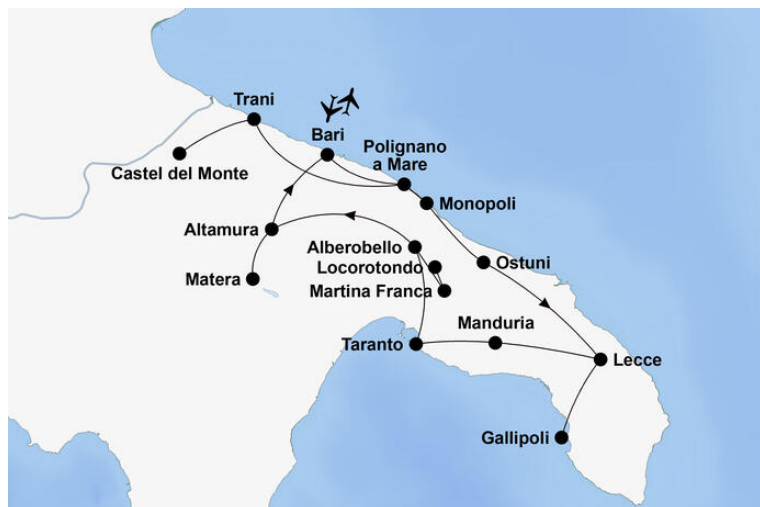 Trani
Bari
Polignano
a Mare
Castel del Monte
Monopoli
Altamura
Alberobello
Locorotondo
Ostuni
Matera
Martina Franca
Manduria
Taranto
Lecce
Gallipoli